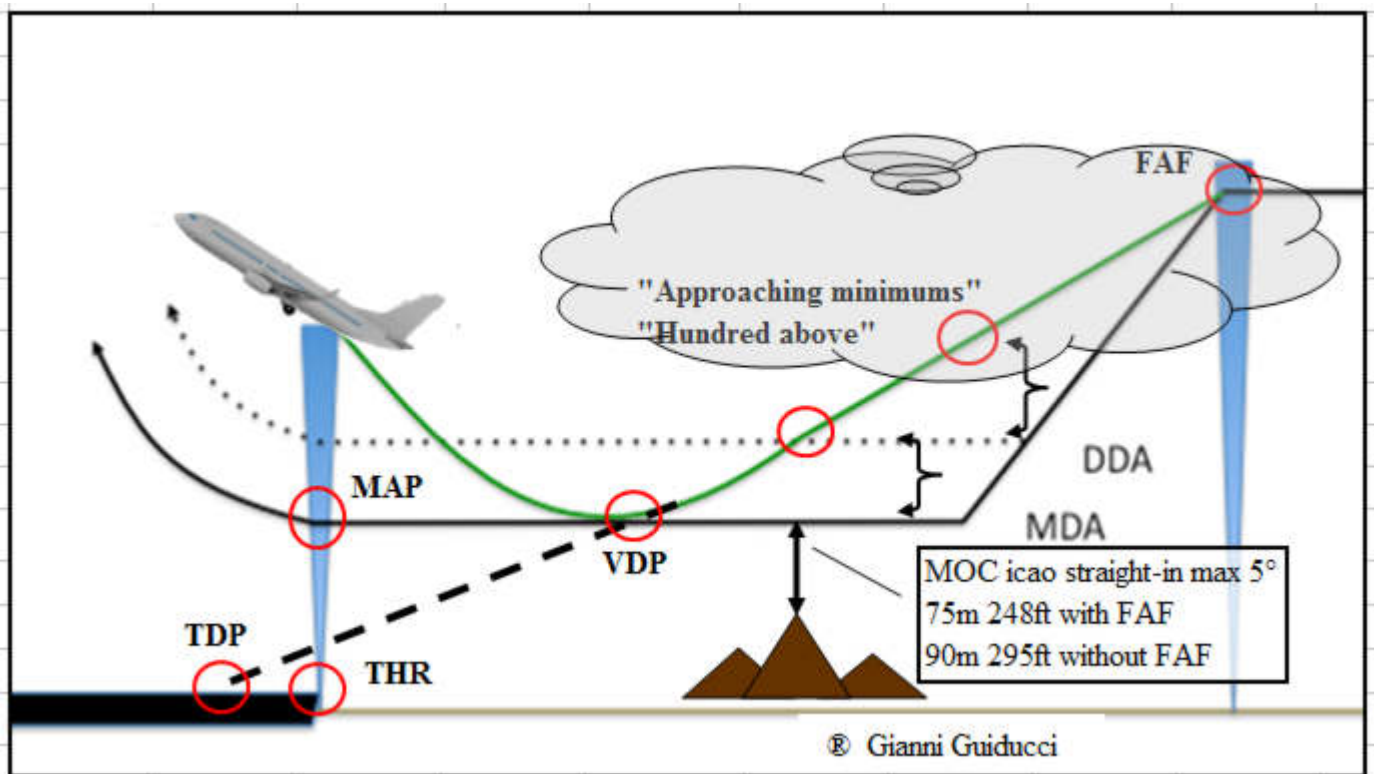 FAF
"Approaching minimums"
"Hundred above"
DDA
MAP
MDA
VDP
MOC icao straight-in max 5°
75m 248ft with FAF
90m 295ft without FAF
TDP
THR
® Gianni Guiducci